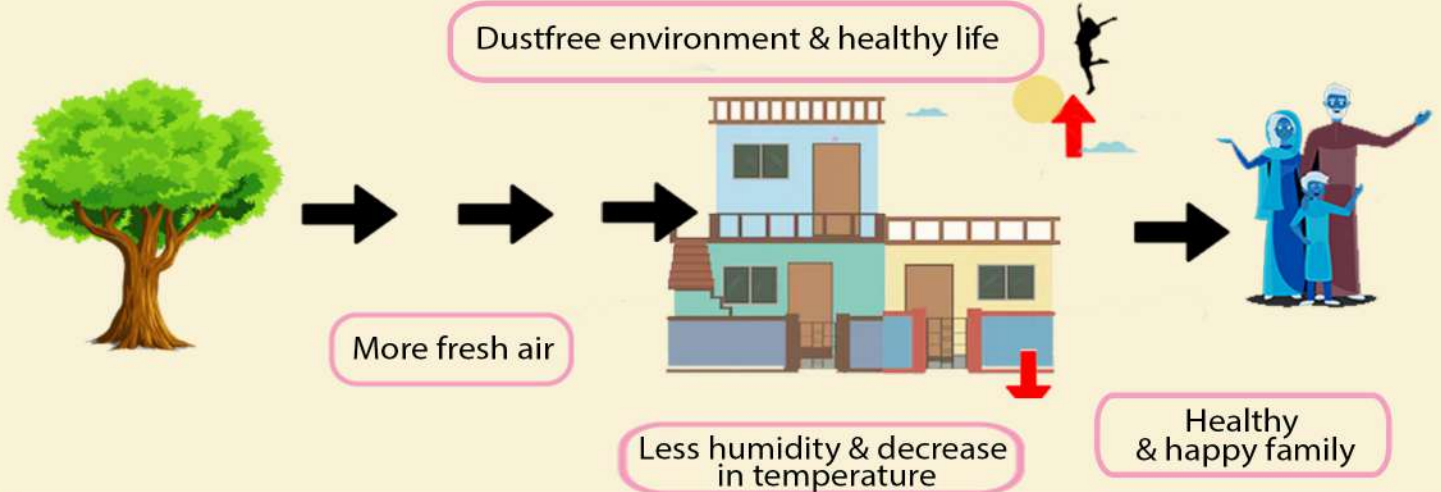 Dustfree environment & healthy life
More fresh air
Less humidity & decrease
in temperature
Healthy
& happy family